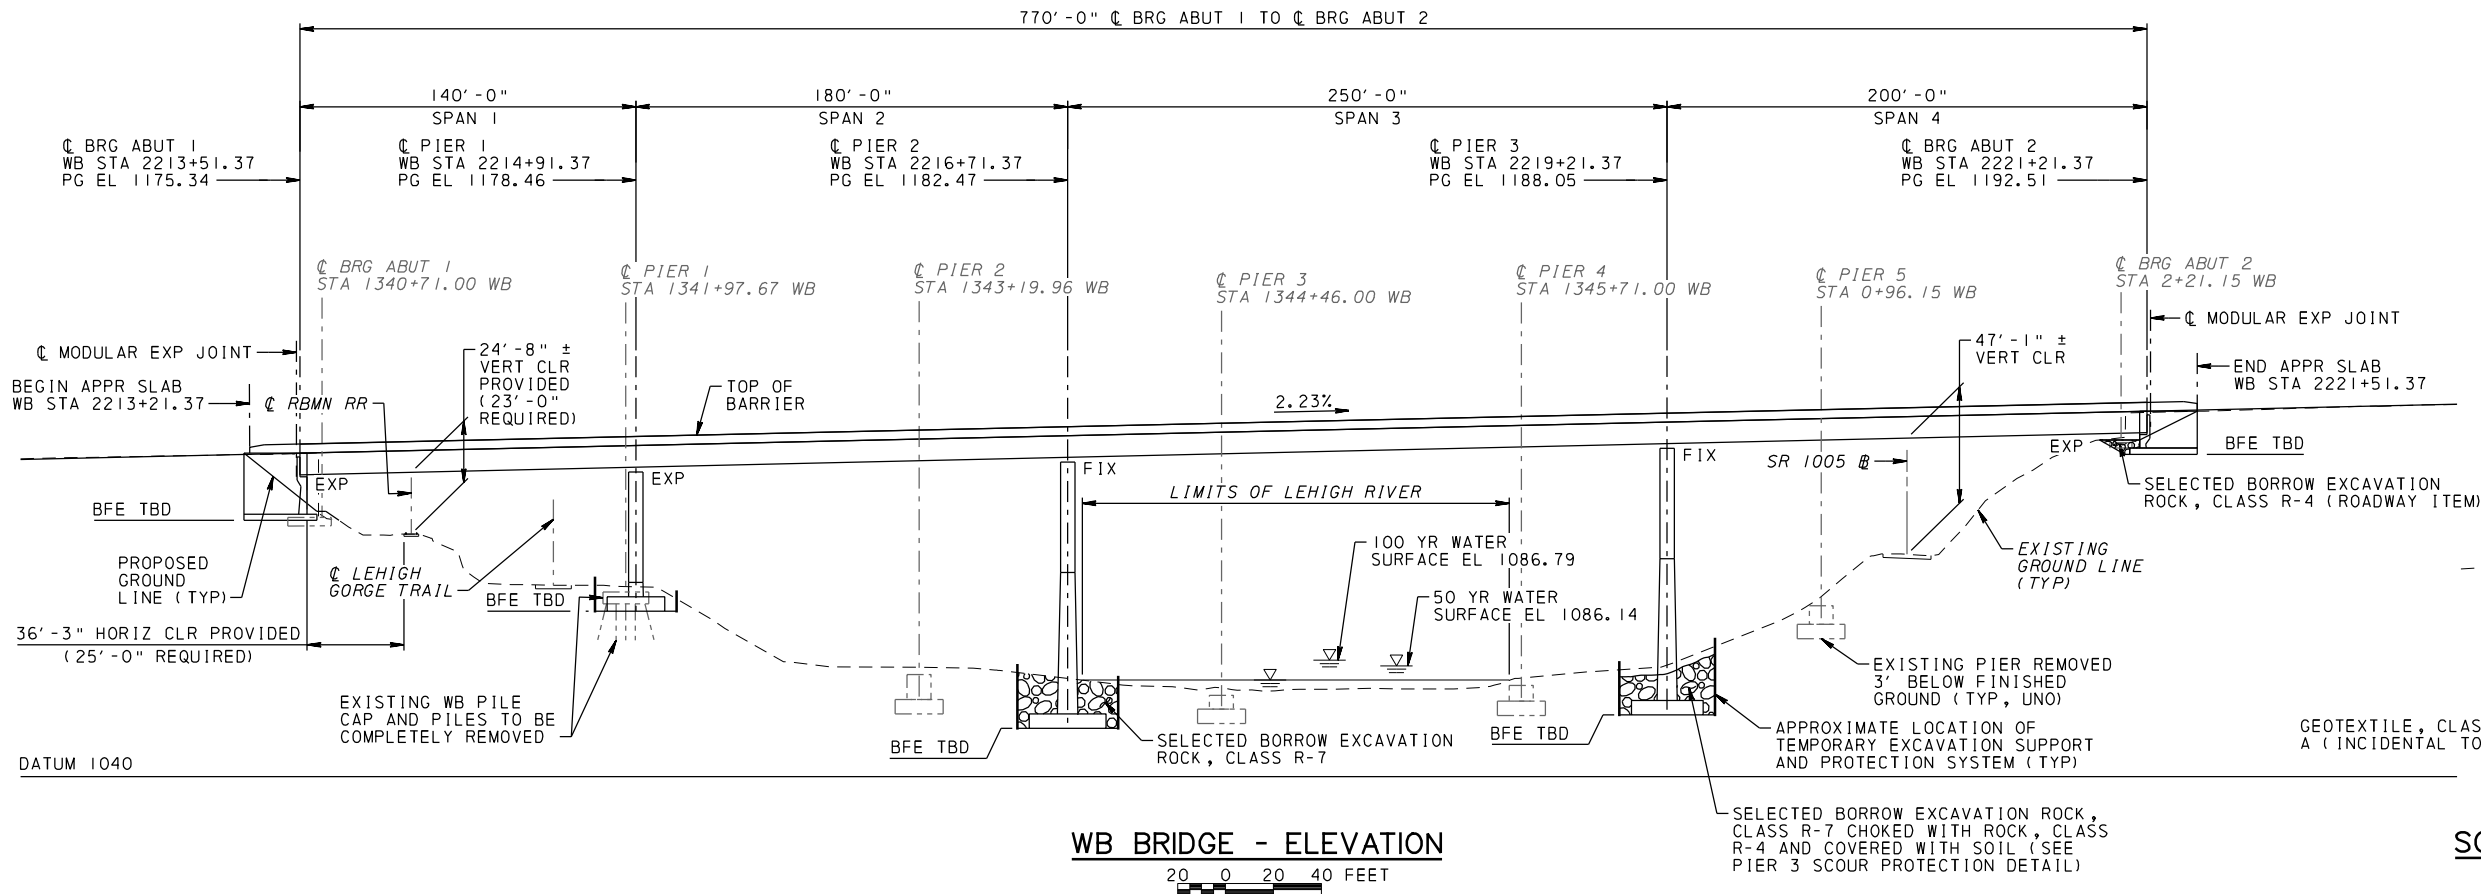 770'-0" ℄ BRG ABUT 1 TO ℄ BRG ABUT 2
140'-0"
SPAN 1
180'-0"
SPAN 2
250'-0"
SPAN 3
200'-0"
SPAN 4
℄ BRG ABUT 1
WB STA 2213+51.37
PG EL 1175.34
℄ PIER 1
WB STA 2214+91.37
PG EL 1178.46
℄ PIER 2
WB STA 2216+71.37
PG EL 1182.47
℄ PIER 3
WB STA 2219+21.37
PG EL 1188.05
℄ BRG ABUT 2
WB STA 2221+21.37
PG EL 1192.51
℄ BRG ABUT 1
STA 1340+71.00 WB
℄ PIER 1
STA 1341+97.67 WB
℄ PIER 2
STA 1343+19.96 WB
℄ PIER 3
STA 1344+46.00 WB
℄ PIER 4
STA 1345+71.00 WB
℄ PIER 5
STA 0+96.15 WB
℄ BRG ABUT 2
STA 2+21.15 WB
℄ MODULAR EXP JOINT
BEGIN APPR SLAB
WB STA 2213+21.37
℄ RBMN RR
24'-8" ±
VERT CLR
PROVIDED
(23'-0"
REQUIRED)
TOP OF
BARRIER
2.23%
47'-1" ±
VERT CLR
℄ MODULAR EXP JOINT
END APPR SLAB
WB STA 2221+51.37
EXP
EXP
FIX
FIX
EXP
BFE TBD
BFE TBD
SR 1005 B
LIMITS OF LEHIGH RIVER
SELECTED BORROW EXCAVATION
ROCK, CLASS R-4 (ROADWAY ITEM)
PROPOSED
GROUND
LINE (TYP)
℄ LEHIGH
GORGE TRAIL
BFE TBD
100 YR WATER
SURFACE EL 1086.79
50 YR WATER
SURFACE EL 1086.14
EXISTING
GROUND LINE
(TYP)
36'-3" HORIZ CLR PROVIDED
(25'-0" REQUIRED)
EXISTING WB PILE
CAP AND PILES TO BE
COMPLETELY REMOVED
EXISTING PIER REMOVED
3' BELOW FINISHED
GROUND (TYP, UNO)
BFE TBD
SELECTED BORROW EXCAVATION
ROCK, CLASS R-7
BFE TBD
APPROXIMATE LOCATION OF
TEMPORARY EXCAVATION SUPPORT
AND PROTECTION SYSTEM (TYP)
GEOTEXTILE, CLAS
A (INCIDENTAL TO
DATUM 1040
SELECTED BORROW EXCAVATION ROCK,
CLASS R-7 CHOKED WITH ROCK, CLASS
R-4 AND COVERED WITH SOIL (SEE
PIER 3 SCOUR PROTECTION DETAIL)
WB BRIDGE - ELEVATION
20 0 20 40 FEET